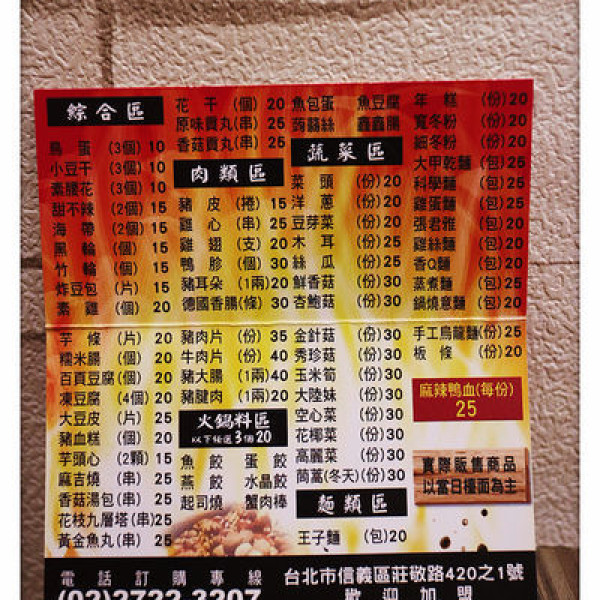 綜合區
鳥蛋(3個)10
小豆干(3個)10
素腰花(3個)10
甜不辣(2個)15
海帶(2個)15
黑輪(個)15
竹輪(個)15
炸豆包(片)15
素雞(個)20
芋條(片)20
糯米腸(個)20
百頁豆腐(個)20
凍豆腐(4個)20
大豆皮(片)25
豬血糕(個)20
芋頭心(2顆)15
麻吉燒(串)25
香菇湯包(串)25
花枝九層塔(串)25
黃金魚丸(串)25
花干(個)20
原味貢丸(串)25
香菇貢丸(串)25
肉類區
豬皮(捲)15
雞心(串)25
雞翅(支)20
鴨胗(個)30
豬耳朵(1兩)20
德國香腸(條)30
豬肉片(份)35
牛肉片(份)40
豬大腸(1兩)40
豬腱肉(1兩)20
火鍋料區
以下任選3個20
魚餃 蛋餃
燕餃 水晶餃
起司燒 蟹肉棒
魚包蛋 魚豆腐
蒟蒻絲 鑫鑫腸
蔬菜區
菜頭(份)20
洋蔥(份)20
豆芽菜(份)20
木耳(份)25
絲瓜(份)25
鮮香菇(份)30
杏鮑菇(份)30
金針菇(份)30
秀珍菇(份)30
玉米筍(份)30
大陸妹(份)30
空心菜(份)30
花椰菜(份)30
高麗菜(份)30
茼蒿(冬天)(份)30
麵類區
王子麵(包)20
年糕(份)20
寬冬粉(份)20
細冬粉(份)20
大甲乾麵(包)25
科學麵(包)25
雞蛋麵(包)25
張君雅(包)25
雞絲麵(包)25
香Q麵(包)25
蒸煮麵(包)25
鍋燒意麵(包)20
手工烏龍麵(份)25
板條(份)20
麻辣鴨血(每份)
25
實際販售商品
以當日檯面為主
電話訂購專線
(02)2722-3207
台北市信義區莊敬路420之1號
歡迎加盟